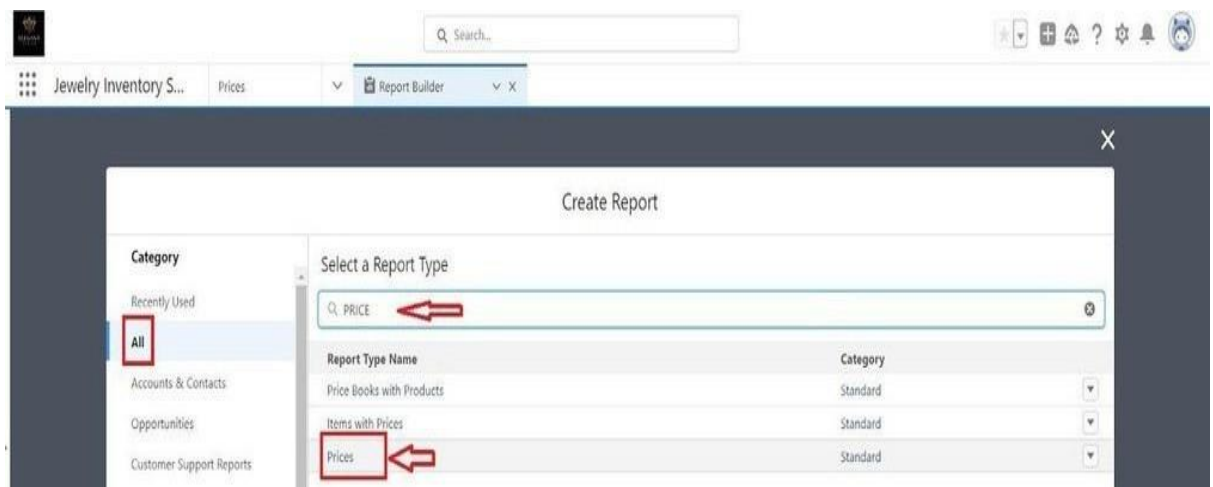 Search...
Jewelry Inventory S... Prices Report Builder
Create Report
Category
Recently Used
All
Accounts & Contacts
Opportunities
Customer Support Reports
Select a Report Type
PRICE
Report Type Name Category
Price Books with Products Standard
Items with Prices Standard
Prices Standard